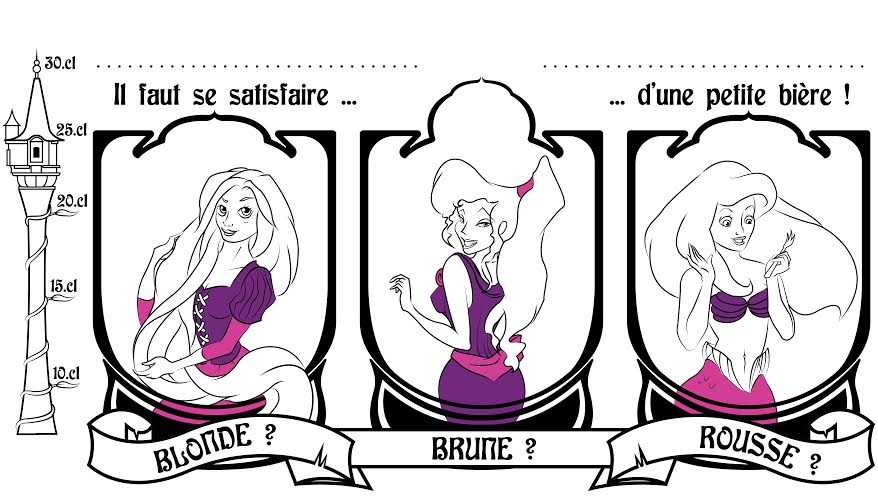 30.cl
Il faut se satisfaire ...
... d'une petite bière !
25.cl
20.cl
15.cl
10.cl
BLONDE ?
BRUNE ?
ROUSSE ?